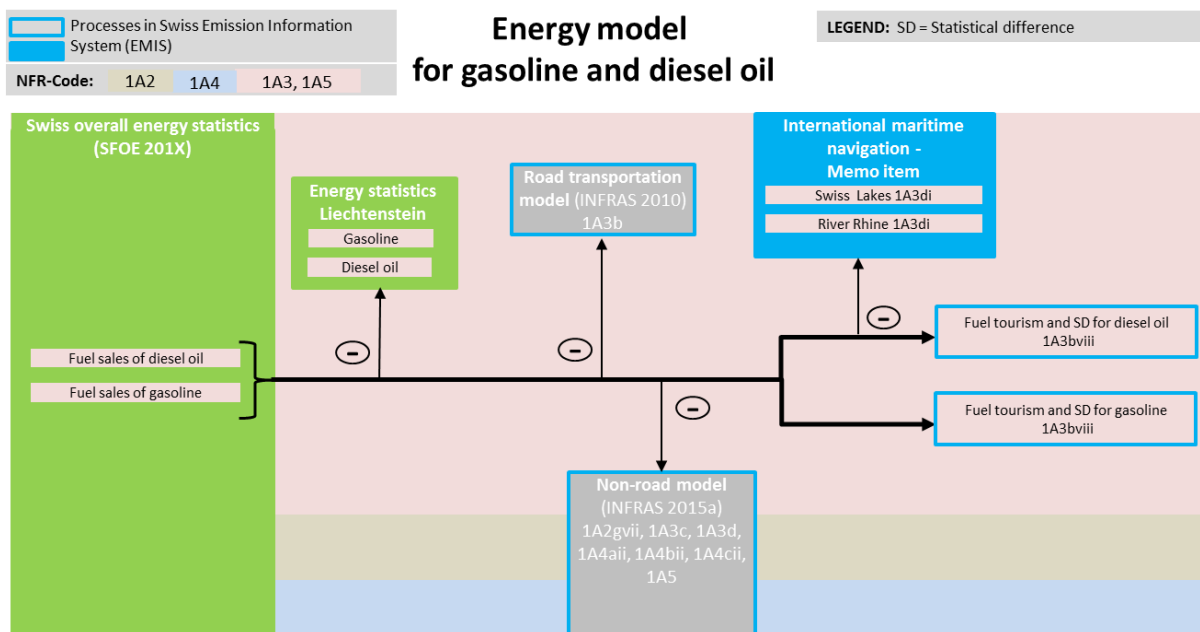 Processes in Swiss Emission Information
System (EMIS)
NFR-Code: 1A2 1A4 1A3, 1A5
Energy model
for gasoline and diesel oil
LEGEND: SD = Statistical difference
Swiss overall energy statistics
(SFOE 201X)
Energy statistics
Liechtenstein
Gasoline
Diesel oil
Road transportation
model (INFRAS 2010)
1A3b
International maritime
navigation -
Memo item
Swiss Lakes 1A3di
River Rhine 1A3di
Fuel sales of diesel oil
Fuel sales of gasoline
-
-
-
-
Fuel tourism and SD for diesel oil
1A3bviii
Fuel tourism and SD for gasoline
1A3bviii
Non-road model
(INFRAS 2015a)
1A2gvii, 1A3c, 1A3d,
1A4aii, 1A4bii, 1A4cii,
1A5